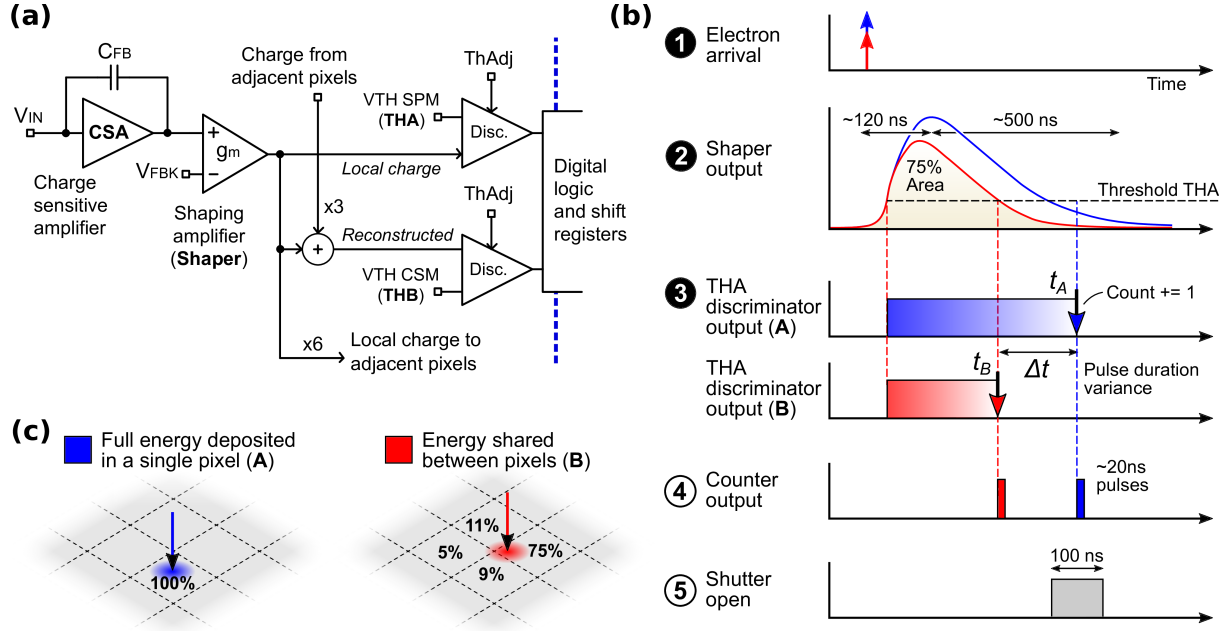 (a)
CFB
VIN
CSA
Charge
sensitive
amplifier
+
gm
−
VFBK
Shaping
amplifier
(Shaper)
Charge from
adjacent pixels
x3
+
Local charge
Reconstructed
x6
Local charge to
adjacent pixels
ThAdj
VTH SPM
(THA)
Disc.
ThAdj
VTH CSM
(THB)
Disc.
Digital
logic
and shift
registers
(b)
1 Electron
arrival
Time
2 Shaper
output
~120 ns
~500 ns
75%
Area
Threshold THA
3 THA
discriminator
output (A)
tA
Count += 1
THA
discriminator
output (B)
tB
Δt
Pulse duration
variance
4 Counter
output
~20ns
pulses
5 Shutter
open
100 ns
(c)
Full energy deposited
in a single pixel (A)
100%
Energy shared
between pixels (B)
11%
5% 75%
9%